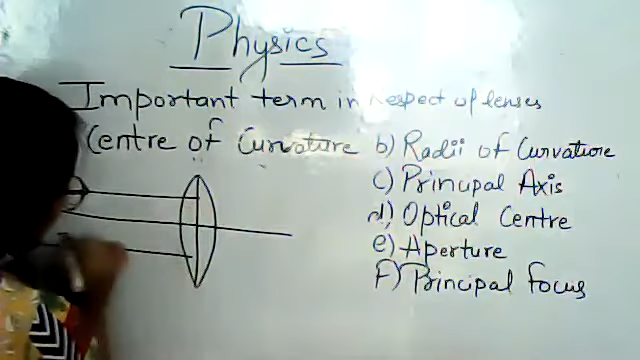 Physics
Important term in respect of lenses
Centre of Curvature b) Radii of Curvature
c) Principal Axis
d) Optical Centre
e) Aperture
f) Principal focus